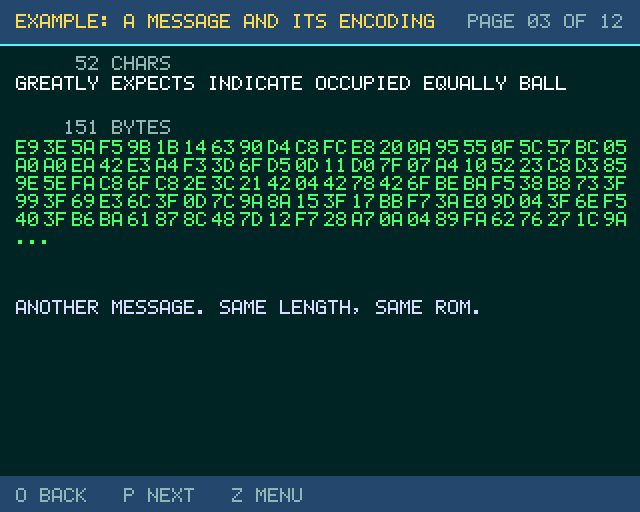 EXAMPLE: A MESSAGE AND ITS ENCODING PAGE 03 OF 12
52 CHARS
GREATLY EXPECTS INDICATE OCCUPIED EQUALLY BALL
151 BYTES
E9 3E 5A F5 9B 1B 14 63 90 D4 C8 FC E8 20 0A 95 55 0F 5C 57 BC 05
A0 A0 EA 42 E3 A4 F3 3D 6F D5 0D 11 D0 7F 07 A4 10 52 23 C8 D3 85
9E 5E FA C8 6F C8 2E 3C 21 42 04 42 78 42 6F BE BA F5 38 B8 73 3F
99 3F 69 E3 6C 3F 0D 7C 9A 8A 15 3F 17 BB F7 3A E0 9D 04 3F 6E F5
40 3F B6 BA 61 87 8C 48 7D 12 F7 28 A7 0A 04 89 FA 62 76 27 1C 9A
...
ANOTHER MESSAGE. SAME LENGTH, SAME ROM.
O BACK P NEXT Z MENU